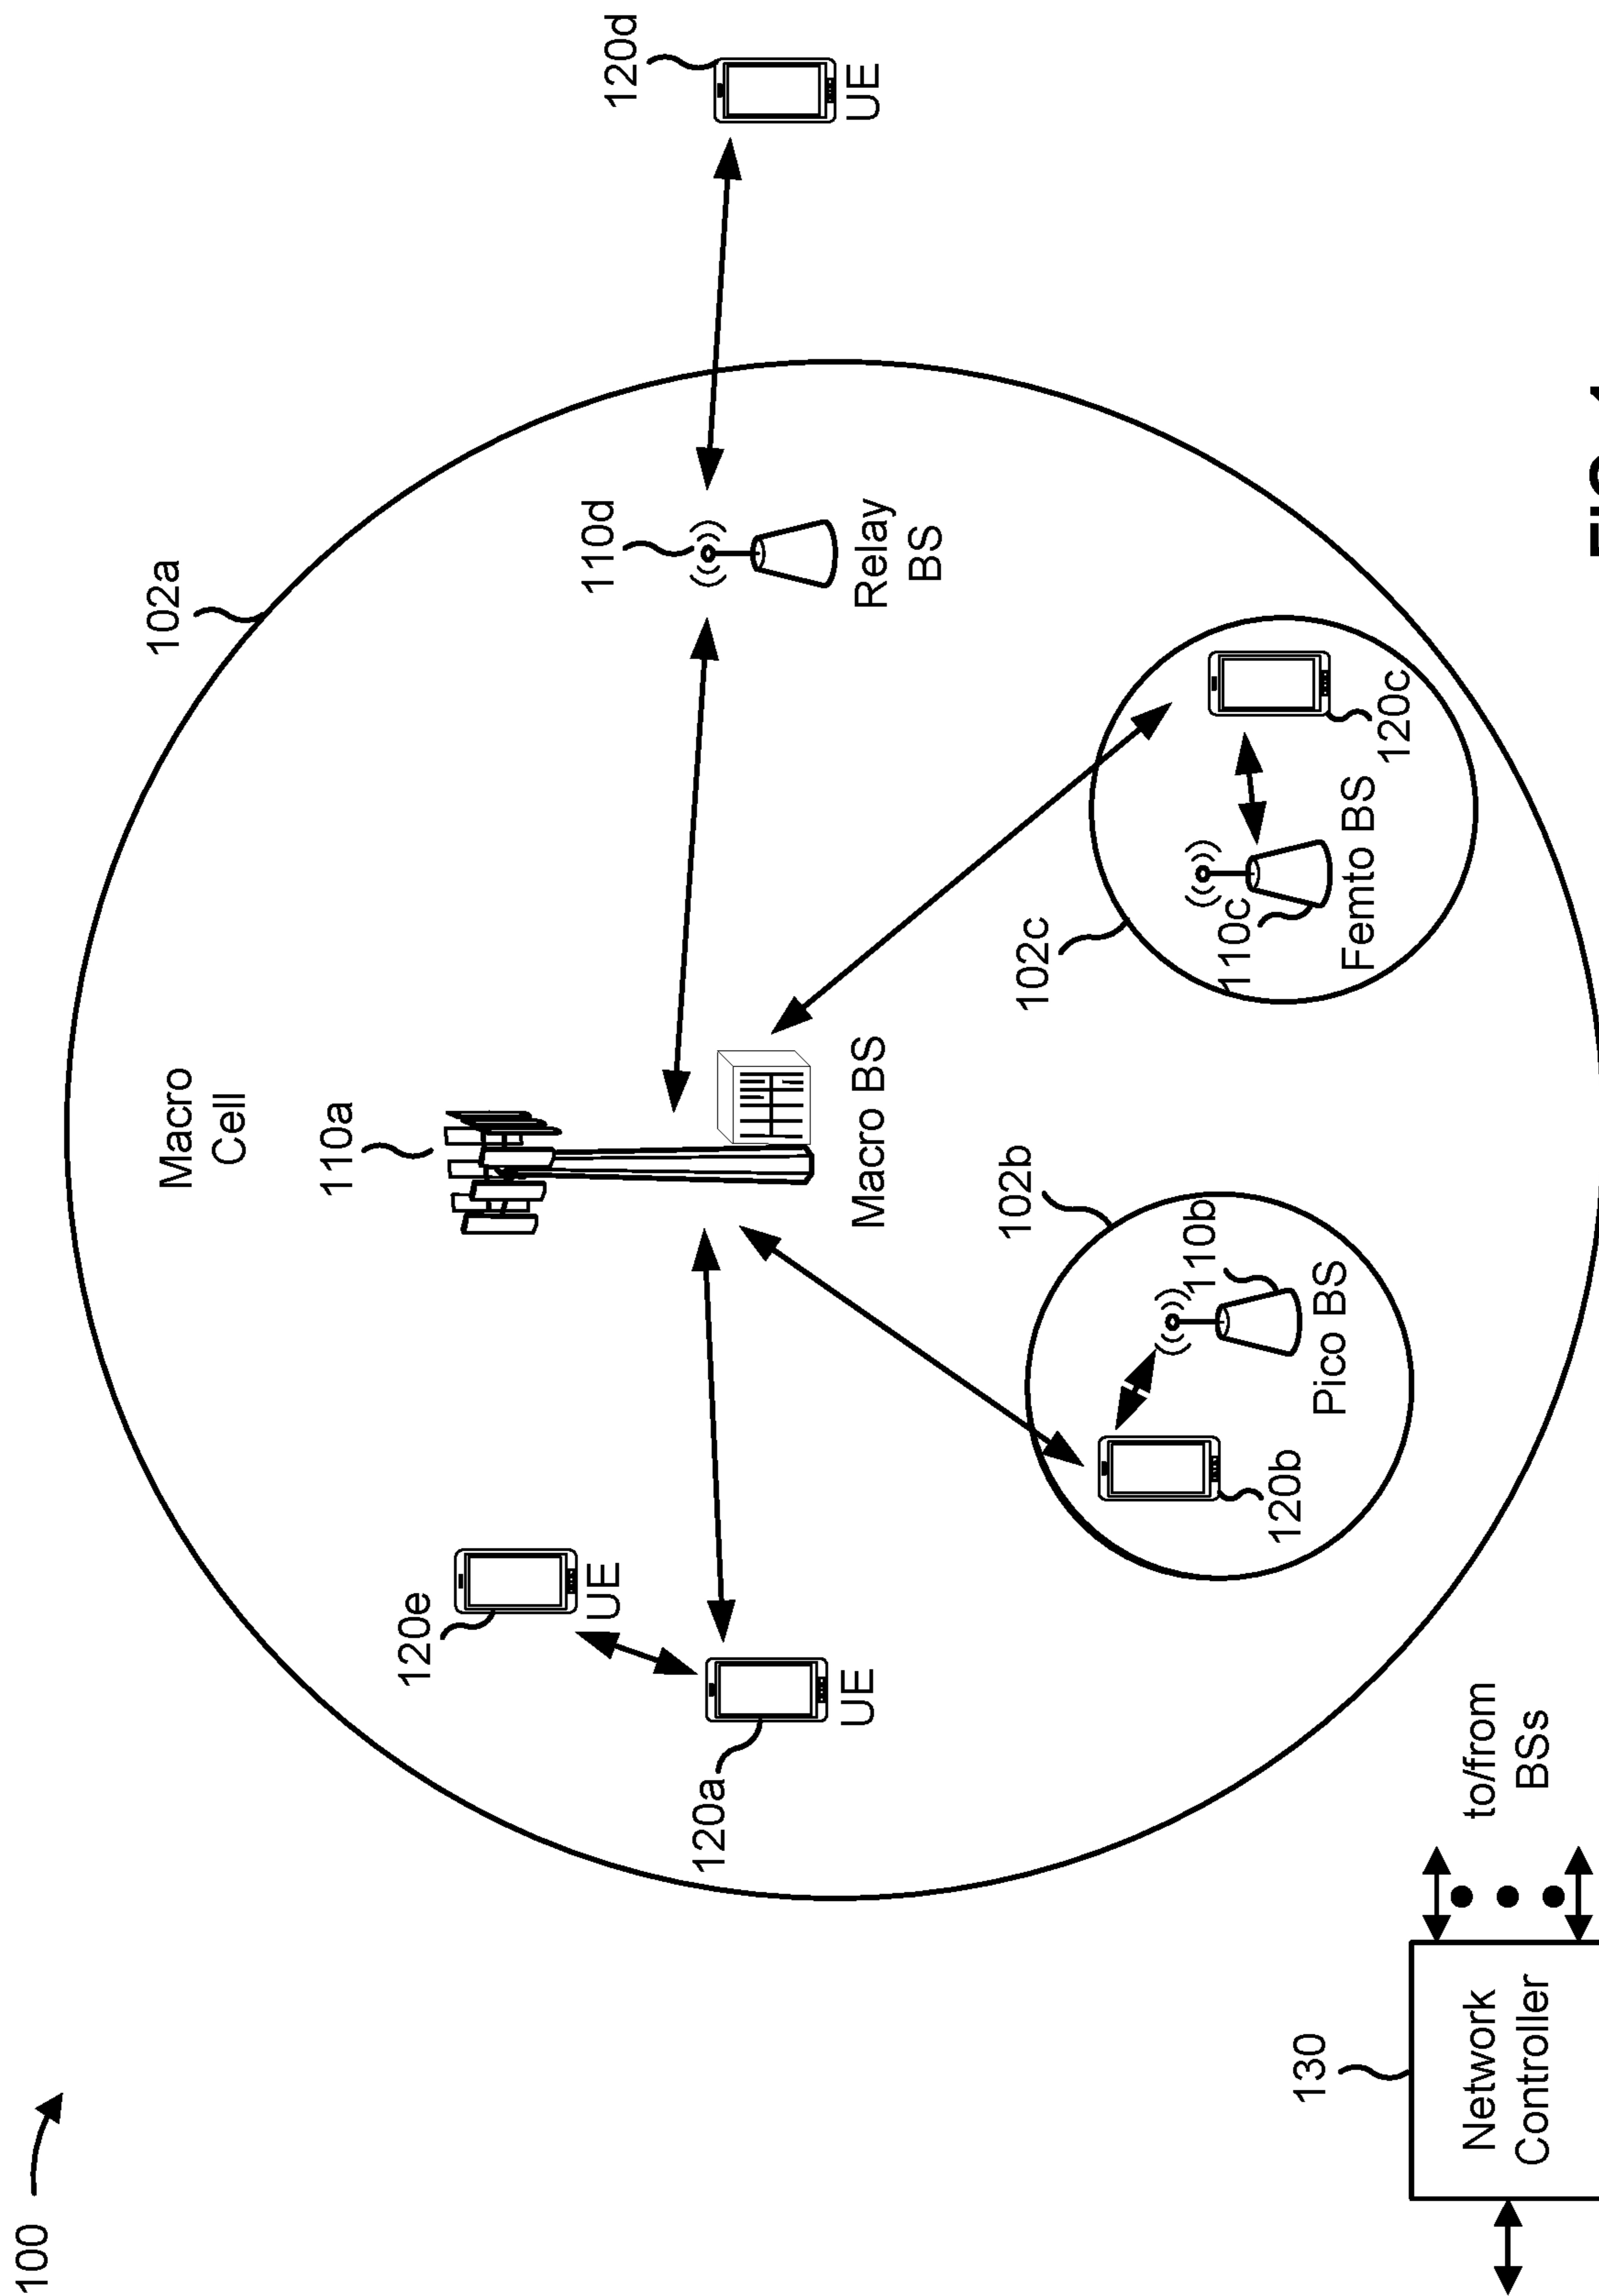 100
102a
Macro
Cell
110a
120e
UE
120a
UE
Macro BS
110d
Relay
BS
120d
UE
102b
110b
Pico BS
120b
102c
110c
Femto BS
120c
130
Network
Controller
to/from
BSs